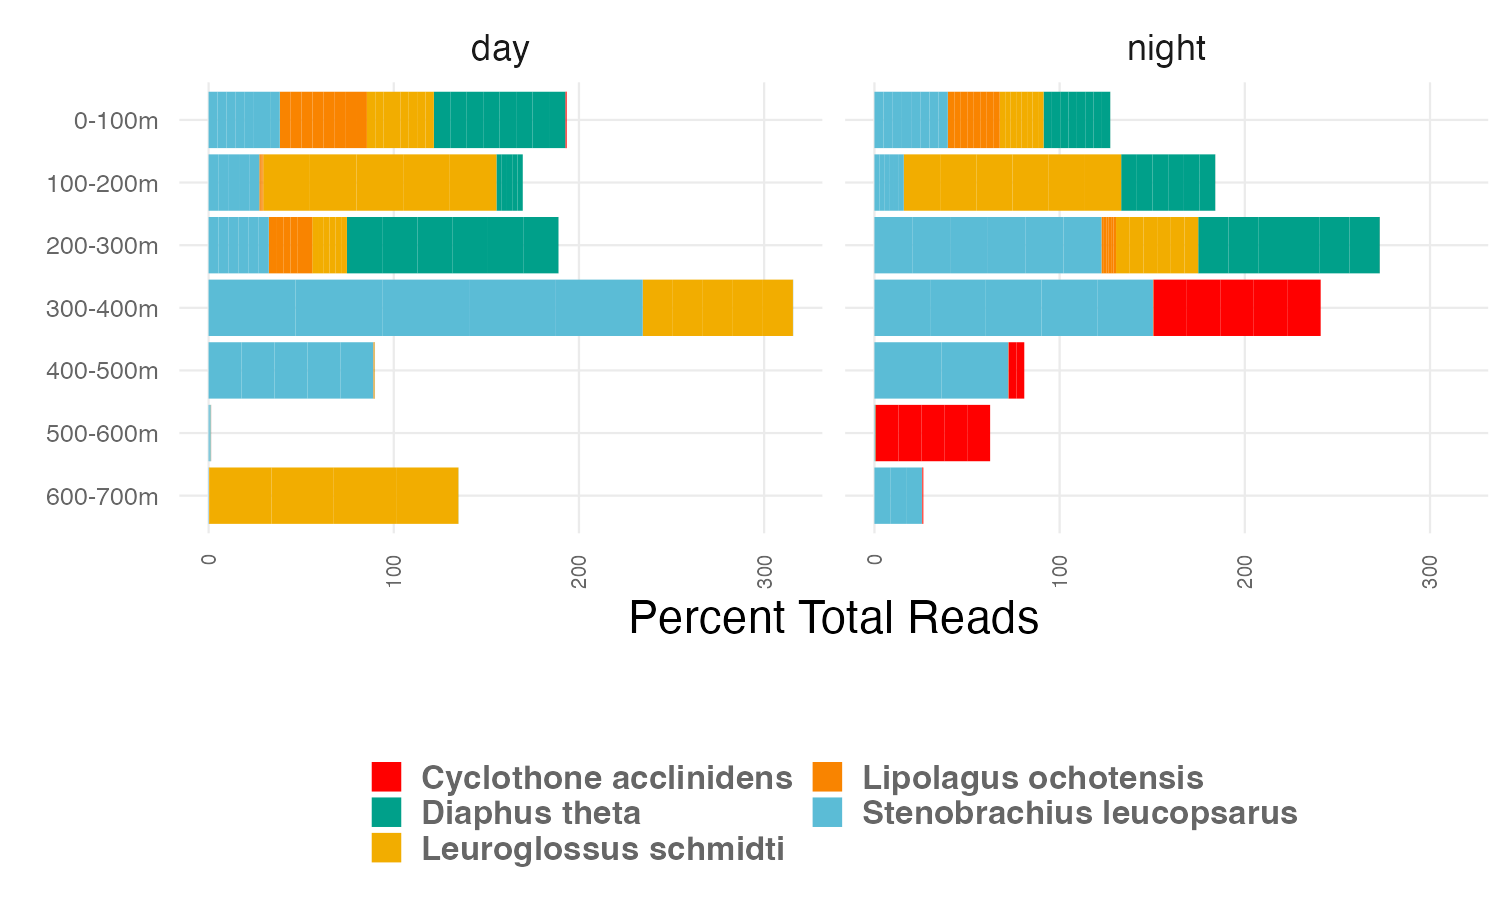 day night
0-100m
100-200m
200-300m
300-400m
400-500m
500-600m
600-700m
0 100 200 300 0 100 200 300
Percent Total Reads
Cyclothone acclinidens Lipolagus ochotensis
Diaphus theta Stenobrachius leucopsarus
Leuroglossus schmidti